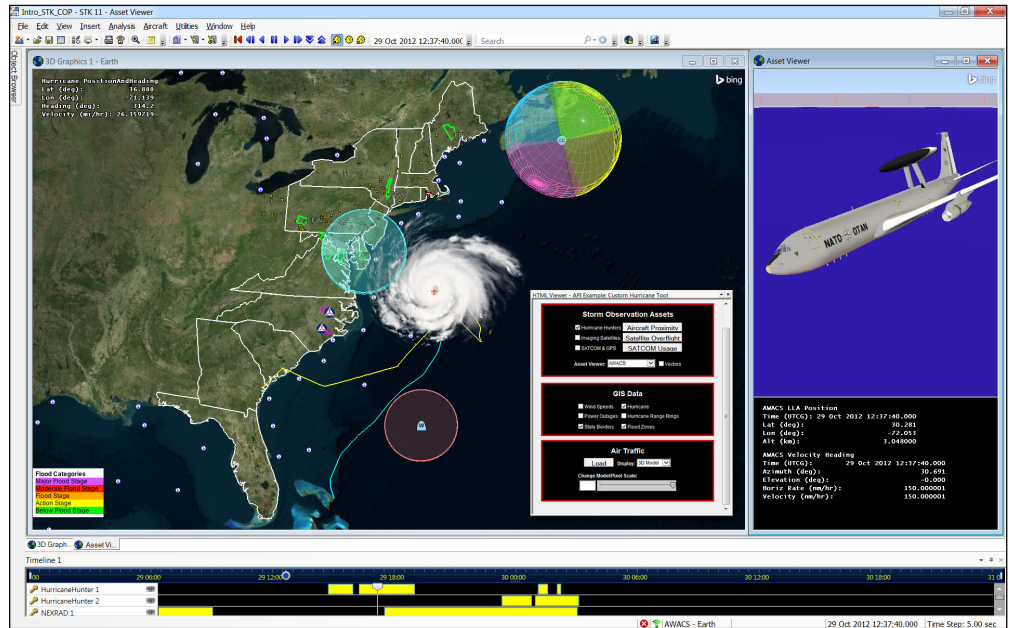 Intro_STK_COP - STK 11 - Asset Viewer
File Edit View Insert Analysis Aircraft Utilities Window Help
29 Oct 2012 12:37:40.000 Search
Object Browser
3D Graphics 1 - Earth
Hurricane PositionAndHeading
Lat (deg): 36.888
Lon (deg): -71.139
Heading (deg): 314.2
Velocity (nm/hr): 26.359219
bing
Flood Categories
Major Flood Stage
Moderate Flood Stage
Flood Stage
Action Stage
Below Flood Stage
HTML Viewer - API Example: Custom Hurricane Tool
Storm Observation Assets
Hurricane Hunters Aircraft Proximity
Imaging Satellites Satellite Overflight
SATCOM & GPS SATCOM Usage
Asset Viewer: AWACS Vectors
GIS Data
Wind Speeds Hurricane
Power Outages Hurricane Range Rings
State Borders Flood Zones
Air Traffic
Load Display: 3D Model
Change Model/Pixel Scale:
Asset Viewer
bing
NATO OTAN
AWACS LLA Position
Time (UTCG): 29 Oct 2012 12:37:40.000
Lat (deg): 30.281
Lon (deg): -72.053
Alt (km): 3.048000
AWACS Velocity Heading
Time (UTCG): 29 Oct 2012 12:37:40.000
Azimuth (deg): 30.691
Elevation (deg): -0.000
Horiz Rate (nm/hr): 150.000001
Velocity (nm/hr): 150.000001
3D Graph... Asset Vi...
Timeline 1
:00 29 06:00 29 12:00 29 18:00 30 00:00 30 06:00 30 12:00 30 18:00 31 0
HurricaneHunter 1
HurricaneHunter 2
NEXRAD 1
AWACS - Earth 29 Oct 2012 12:37:40.000 Time Step: 5.00 sec